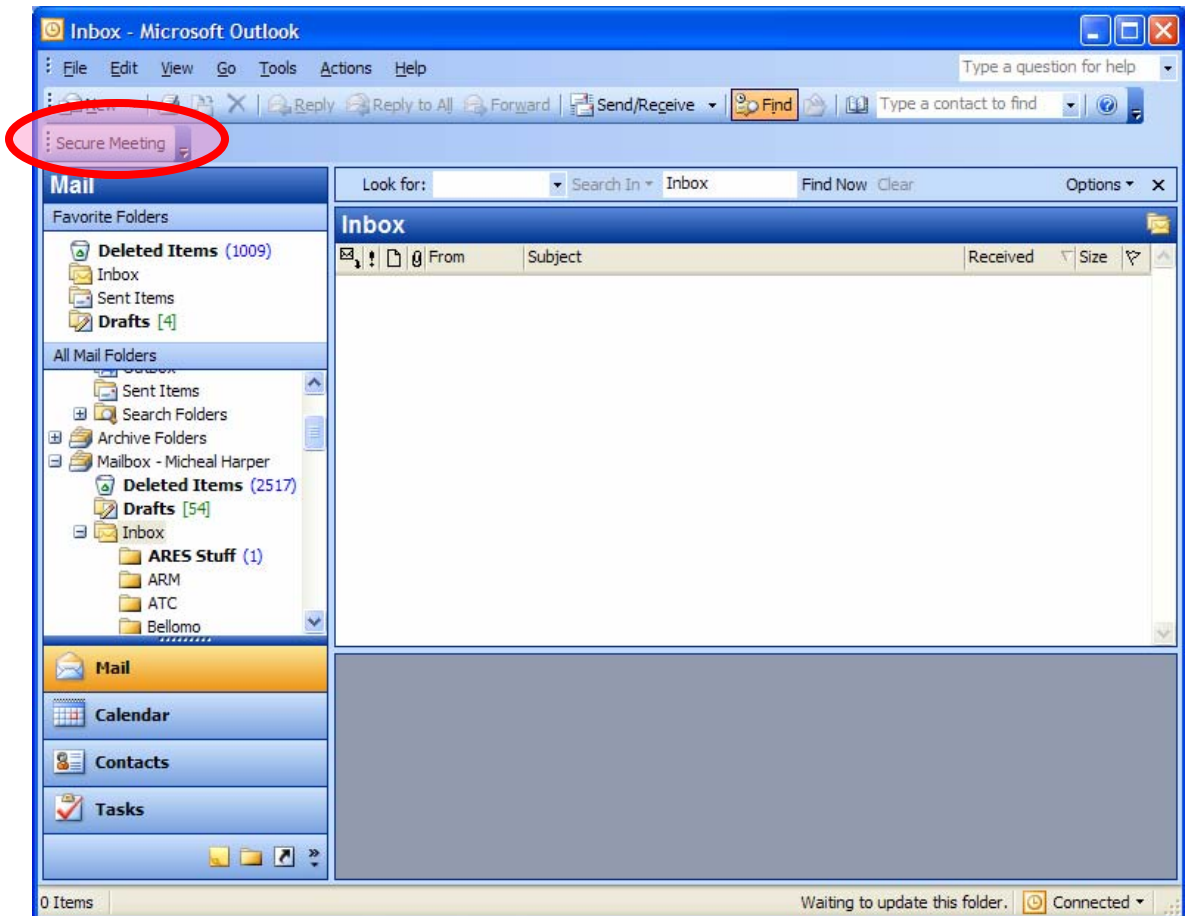 Inbox - Microsoft Outlook
File Edit View Go Tools Actions Help Type a question for help
New Reply Reply to All Forward Send/Receive Find Type a contact to find
Secure Meeting
Mail Look for: Search In Inbox Find Now Clear Options
Favorite Folders
Inbox
Deleted Items (1009)
From Subject Received Size
Inbox
Sent Items
Drafts [4]
All Mail Folders
Outbox
Sent Items
Search Folders
Archive Folders
Mailbox - Micheal Harper
Deleted Items (2517)
Drafts [54]
Inbox
ARES Stuff (1)
ARM
ATC
Bellomo
Mail
Calendar
Contacts
Tasks
0 Items Waiting to update this folder. Connected